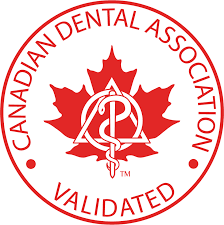 • CANADIAN DENTAL ASSOCIATION •
VALIDATED
TM